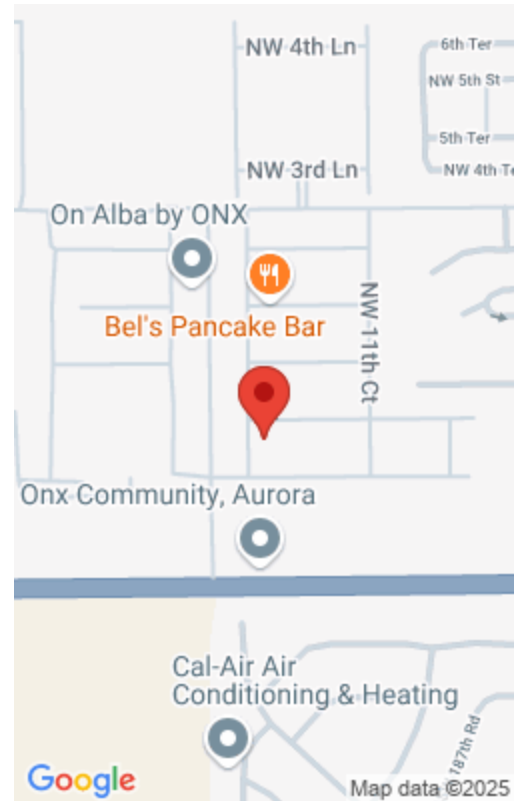 NW 4th Ln
6th Ter
NW 5th St
5th Ter
NW 3rd Ln
NW 4th Te
On Alba by ONX
Bel's Pancake Bar
NW 11th Ct
Onx Community, Aurora
Cal-Air Air
Conditioning & Heating
187th Rd
Google
Map data ©2025